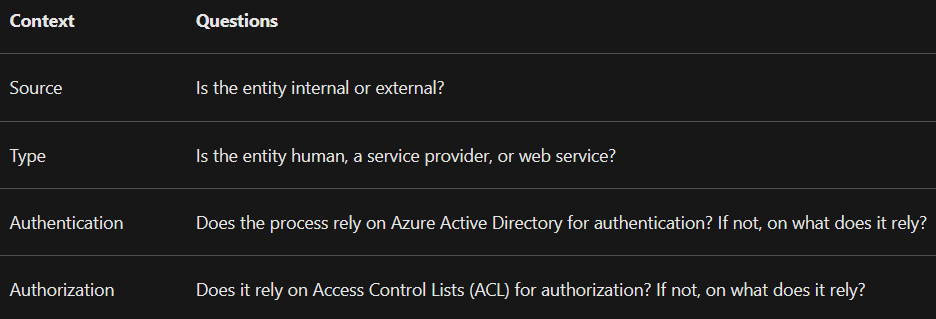 Context Questions
Source Is the entity internal or external?
Type Is the entity human, a service provider, or web service?
Authentication Does the process rely on Azure Active Directory for authentication? If not, on what does it rely?
Authorization Does it rely on Access Control Lists (ACL) for authorization? If not, on what does it rely?